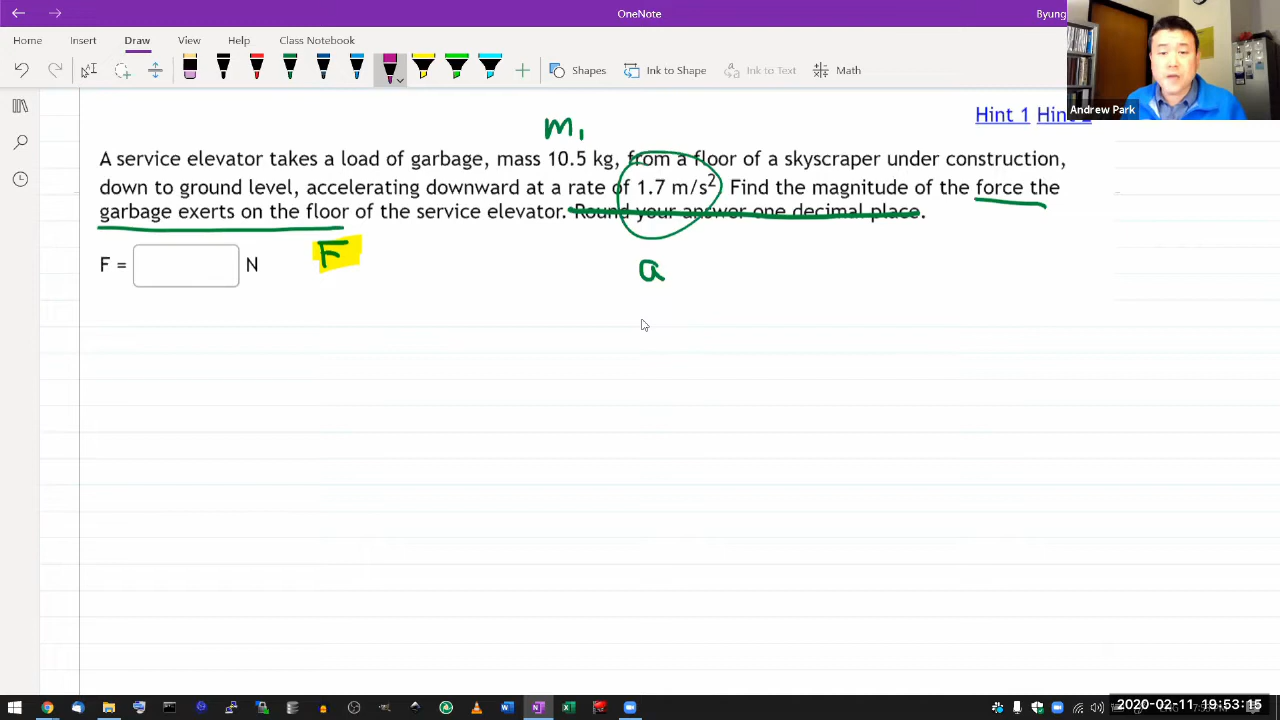 OneNote
Byung
Home Insert Draw View Help Class Notebook
Shapes Ink to Shape Ink to Text Math
Andrew Park
Hint 1 Hint 2
m₁
A service elevator takes a load of garbage, mass 10.5 kg, from a floor of a skyscraper under construction,
down to ground level, accelerating downward at a rate of 1.7 m/s² Find the magnitude of the force the
garbage exerts on the floor of the service elevator. Round your answer one decimal place.
F
F = N
a
2020-02-11 19:53:15